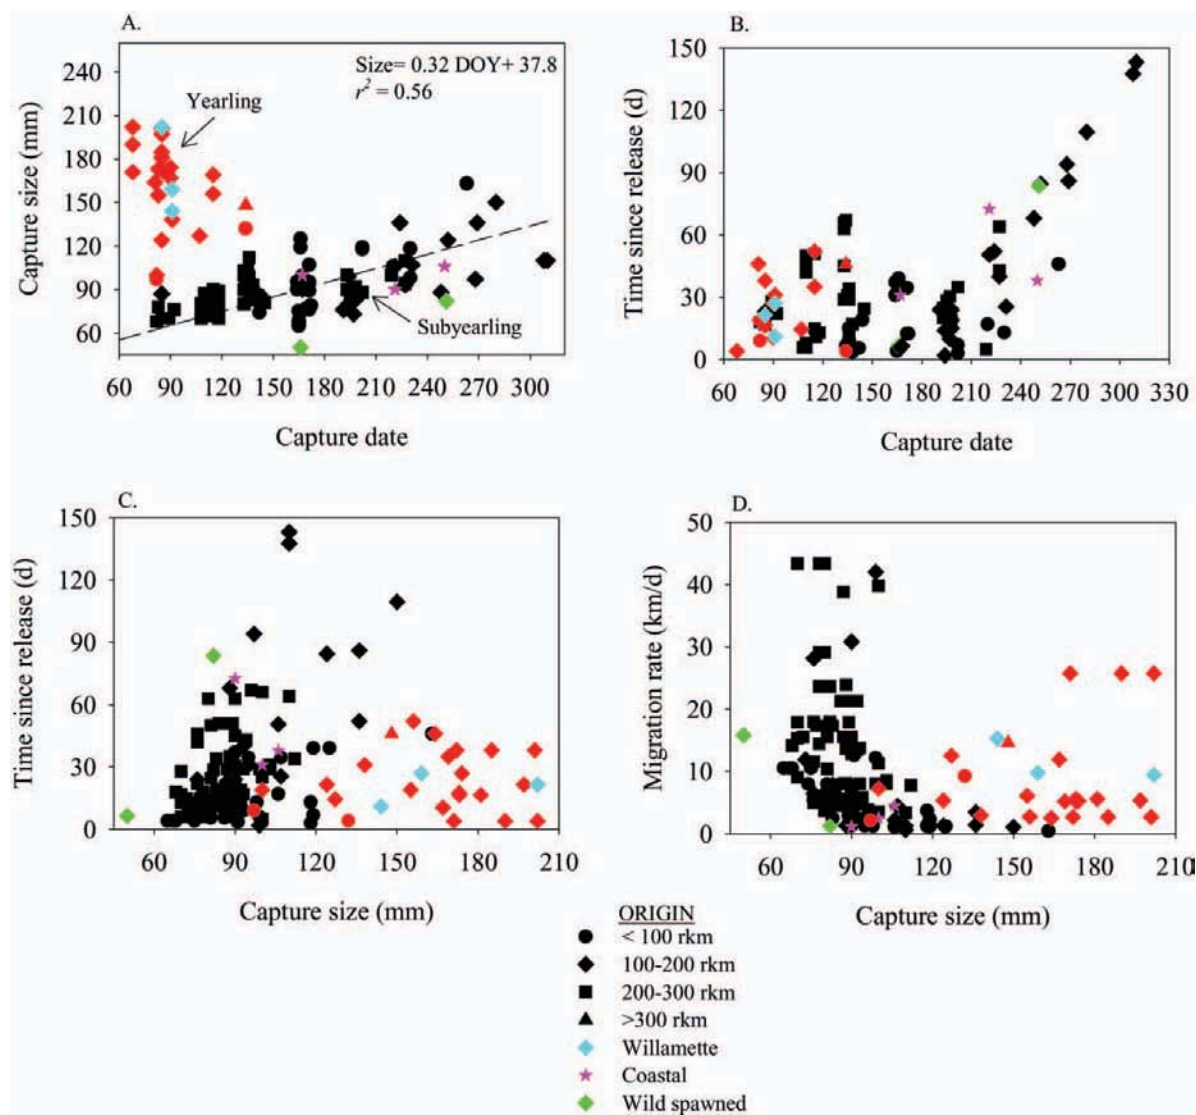 A.
Size= 0.32 DOY+ 37.8
r² = 0.56
Yearling
Subyearling
Capture size (mm)
240
210
180
150
120
90
60
60 90 120 150 180 210 240 270 300
Capture date
B.
Time since release (d)
150
120
90
60
30
0
60 90 120 150 180 210 240 270 300 330
Capture date
C.
Time since release (d)
150
120
90
60
30
0
60 90 120 150 180 210
Capture size (mm)
D.
Migration rate (km/d)
50
40
30
20
10
0
60 90 120 150 180 210
Capture size (mm)
ORIGIN
< 100 rkm
100-200 rkm
200-300 rkm
>300 rkm
Willamette
Coastal
Wild spawned